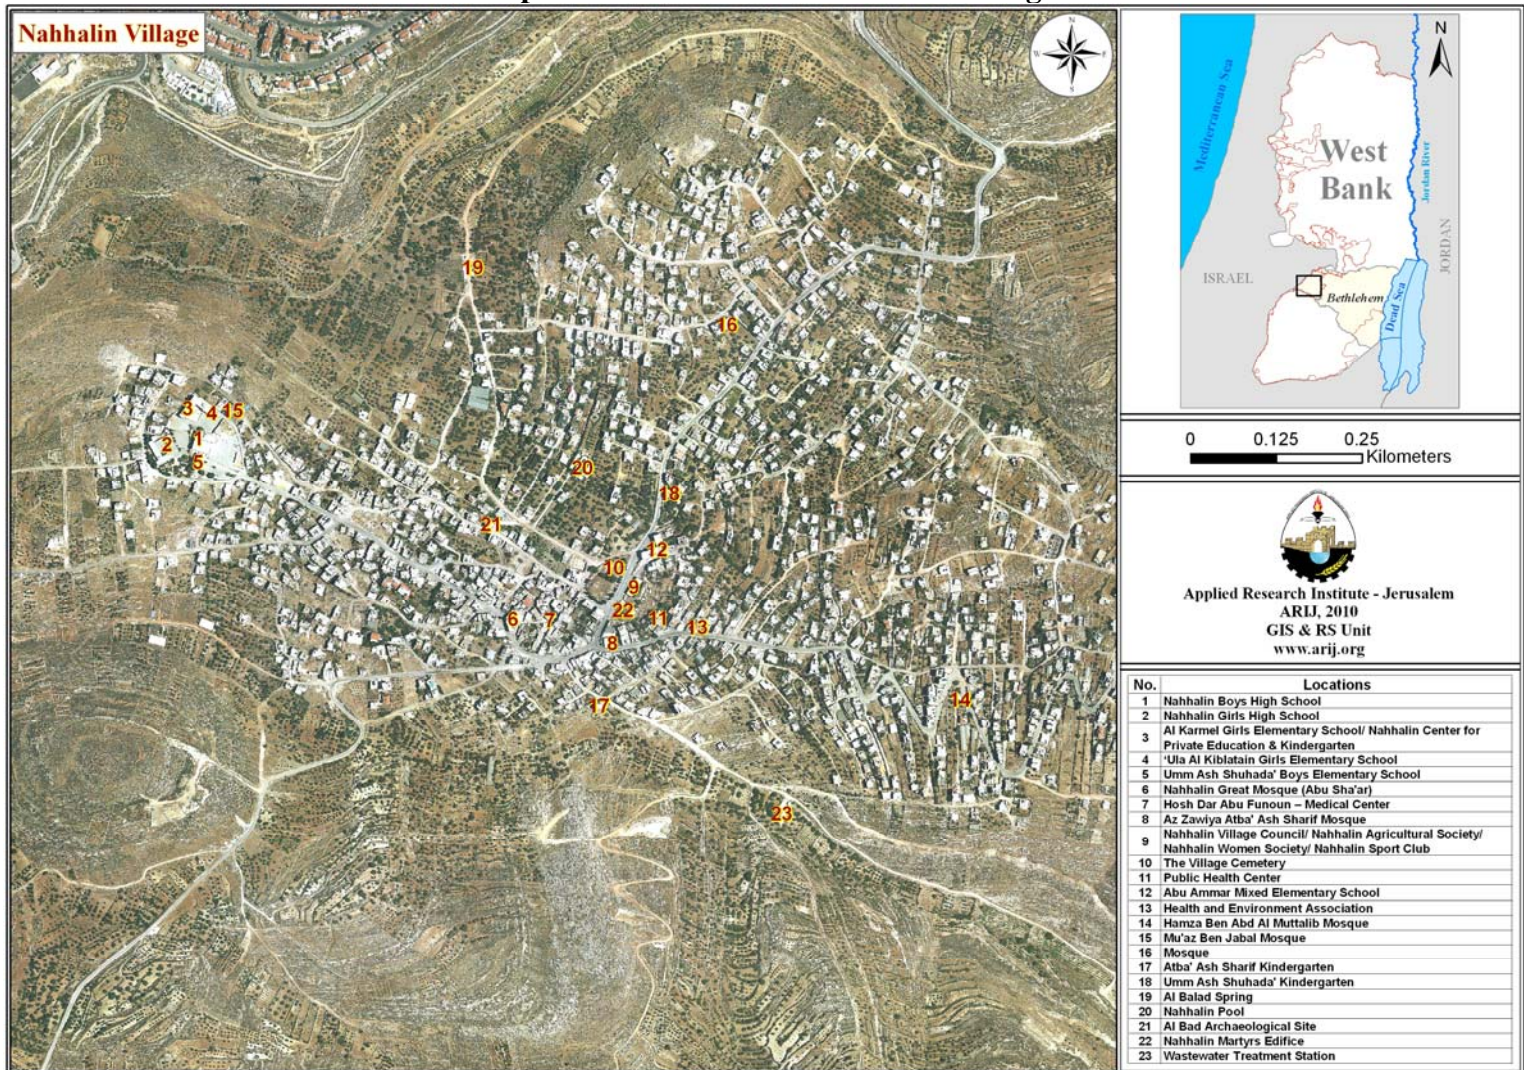 Nahhalin Village
N
W
E
S
19
16
3
4
15
1
2
5
20
18
21
12
10
9
22
11
6
7
13
8
17
14
23
N
Mediterranean Sea
West
Bank
Jordan River
JORDAN
ISRAEL
Bethlehem
Dead Sea
0 0.125 0.25
Kilometers
Applied Research Institute - Jerusalem
ARIJ, 2010
GIS & RS Unit
www.arij.org
No. Locations
1 Nahhalin Boys High School
2 Nahhalin Girls High School
3 Al Karmel Girls Elementary School/ Nahhalin Center for
Private Education & Kindergarten
4 'Ula Al Kiblatain Girls Elementary School
5 Umm Ash Shuhada' Boys Elementary School
6 Nahhalin Great Mosque (Abu Sha'ar)
7 Hosh Dar Abu Funoun – Medical Center
8 Az Zawiya Atba' Ash Sharif Mosque
9 Nahhalin Village Council/ Nahhalin Agricultural Society/
Nahhalin Women Society/ Nahhalin Sport Club
10 The Village Cemetery
11 Public Health Center
12 Abu Ammar Mixed Elementary School
13 Health and Environment Association
14 Hamza Ben Abd Al Muttalib Mosque
15 Mu'az Ben Jabal Mosque
16 Mosque
17 Atba' Ash Sharif Kindergarten
18 Umm Ash Shuhada' Kindergarten
19 Al Balad Spring
20 Nahhalin Pool
21 Al Bad Archaeological Site
22 Nahhalin Martyrs Edifice
23 Wastewater Treatment Station